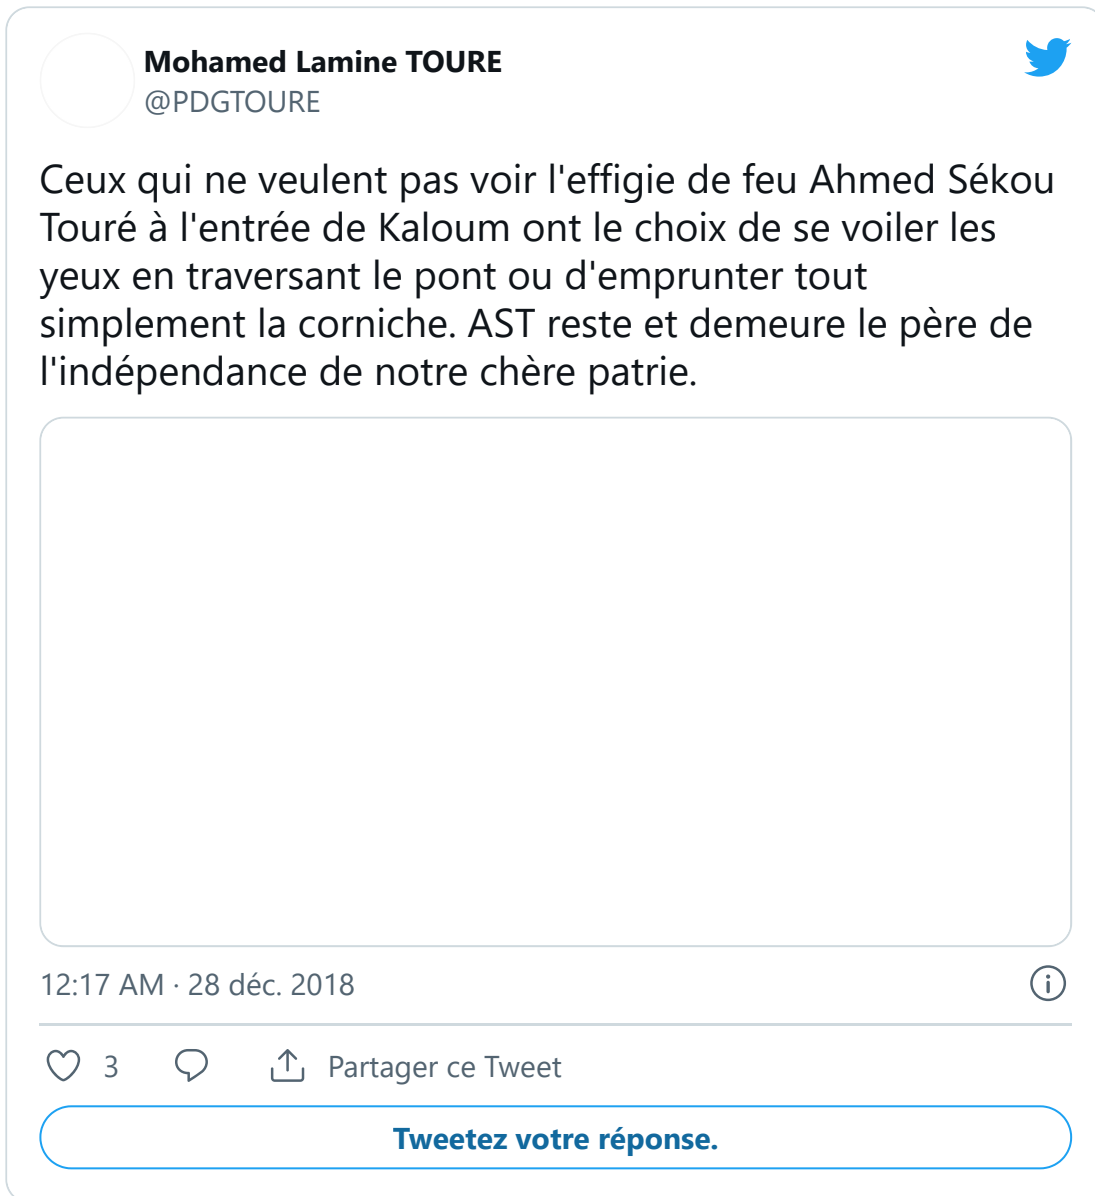 Mohamed Lamine TOURE
@PDGTOURE
Ceux qui ne veulent pas voir l'effigie de feu Ahmed Sékou
Touré à l'entrée de Kaloum ont le choix de se voiler les
yeux en traversant le pont ou d'emprunter tout
simplement la corniche. AST reste et demeure le père de
l'indépendance de notre chère patrie.
12:17 AM · 28 déc. 2018
3
Partager ce Tweet
Tweetez votre réponse.